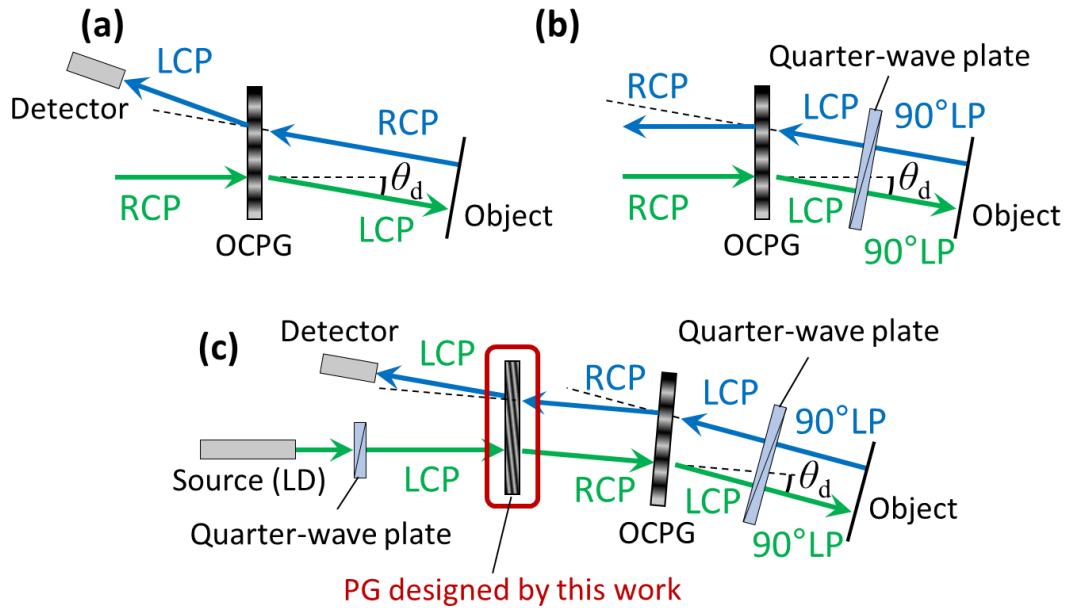 (a)
LCP
Detector
RCP
RCP
θd
LCP
Object
OCPG
(b)
Quarter-wave plate
RCP
LCP
90°LP
RCP
θd
LCP
Object
OCPG
90°LP
(c)
Detector
Quarter-wave plate
LCP
RCP
LCP
90°LP
Source (LD)
LCP
RCP
θd
LCP
Object
Quarter-wave plate
OCPG
90°LP
PG designed by this work